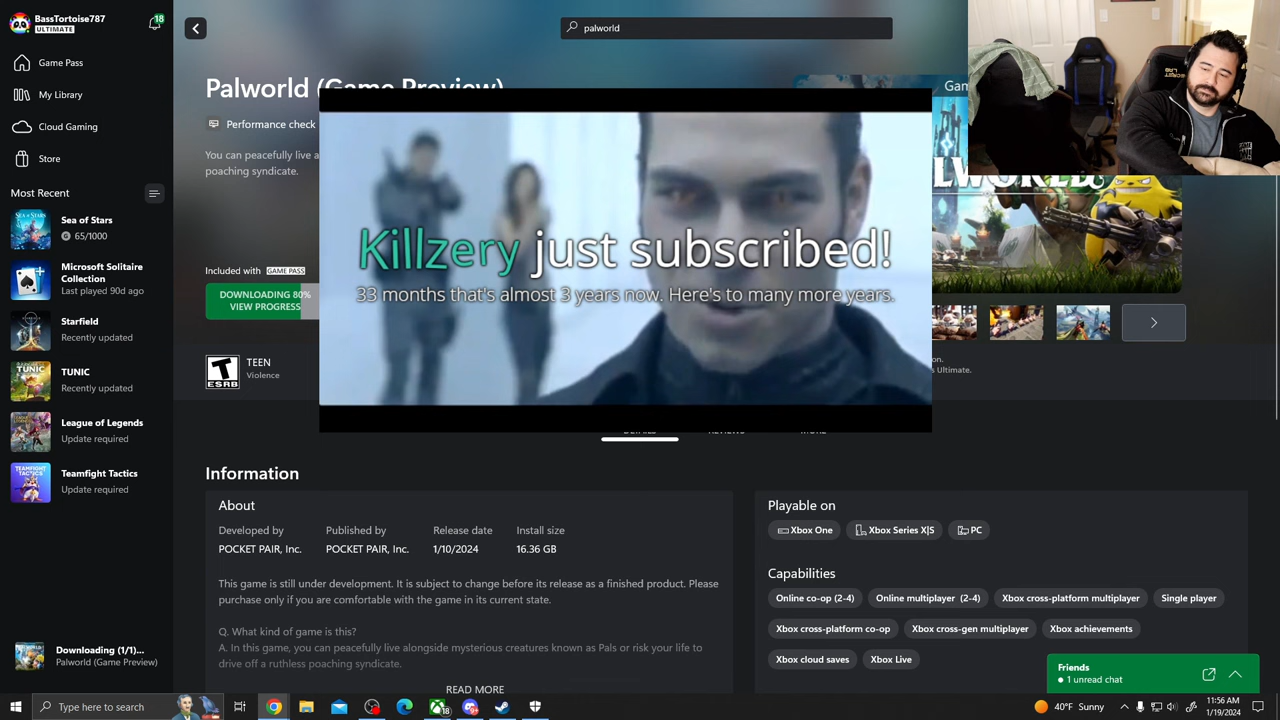 BassTortoise787
ULTIMATE
18
palworld
Game Pass
My Library
Cloud Gaming
Store
Most Recent
Sea of Stars
65/1000
Microsoft Solitaire
Collection
Last played 90d ago
Starfield
Recently updated
TUNIC
Recently updated
League of Legends
Update required
Teamfight Tactics
Update required
Downloading (1/1)...
Palworld (Game Preview)
Palworld (Game Preview)
Performance check
You can peacefully live a
poaching syndicate.
Included with GAME PASS
DOWNLOADING 80%
VIEW PROGRESS
TEEN
Violence
ESRB
Killzery just subscribed!
33 months that's almost 3 years now. Here's to many more years.
on.
s Ultimate.
DETAILS
REVIEWS
MORE
Information
About
Developed by
POCKET PAIR, Inc.
Published by
POCKET PAIR, Inc.
Release date
1/10/2024
Install size
16.36 GB
This game is still under development. It is subject to change before its release as a finished product. Please
purchase only if you are comfortable with the game in its current state.
Q. What kind of game is this?
A. In this game, you can peacefully live alongside mysterious creatures known as Pals or risk your life to
drive off a ruthless poaching syndicate.
READ MORE
Playable on
Xbox One
Xbox Series X|S
PC
Capabilities
Online co-op (2-4)
Online multiplayer (2-4)
Xbox cross-platform multiplayer
Single player
Xbox cross-platform co-op
Xbox cross-gen multiplayer
Xbox achievements
Xbox cloud saves
Xbox Live
Friends
1 unread chat
Type here to search
18
40°F Sunny
11:56 AM
1/19/2024